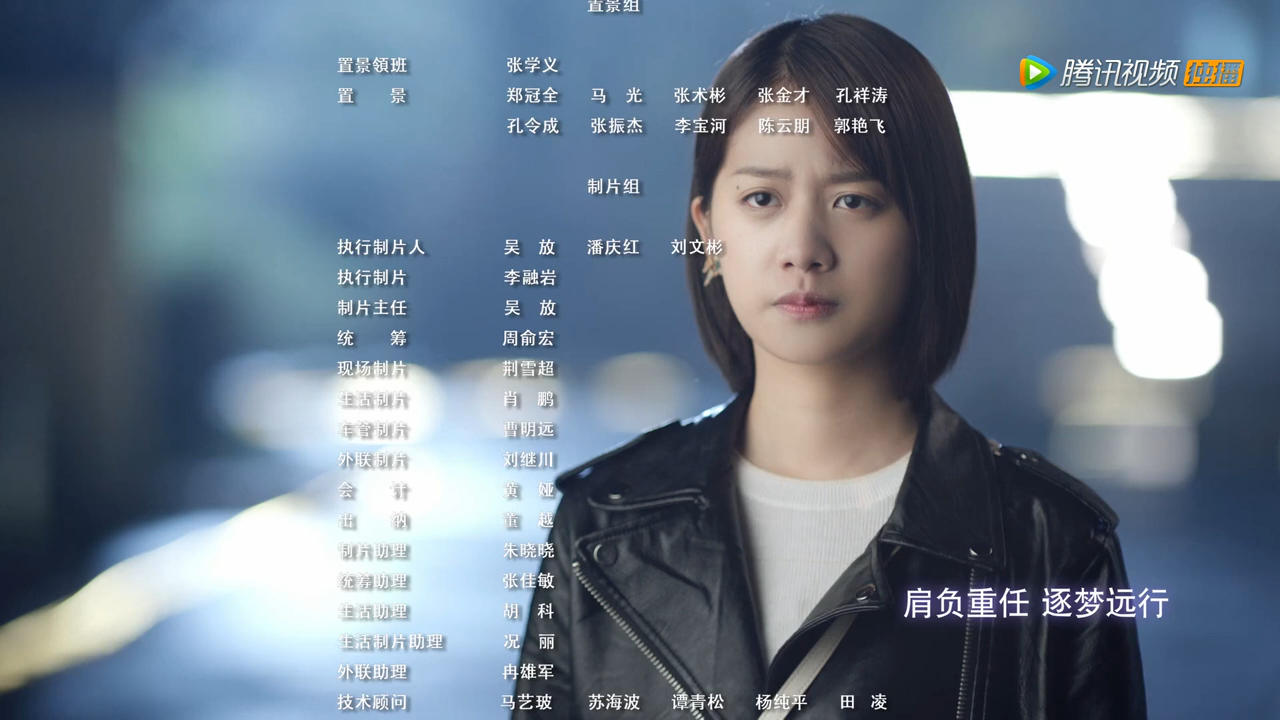 置景组
置景領班 张学义
腾讯视频 独播
置 景 郑冠全 马 光 张术彬 张金才 孔祥涛
孔令成 张振杰 李宝河 陈云朋 郭艳飞
制片组
执行制片人 吴 放 潘庆红 刘文彬
执行制片 李融岩
制片主任 吴 放
统 筹 周俞宏
现场制片 荆雪超
生活制片 肖 鹏
车管制片 曹明远
外联制片 刘继川
会 计 黄 娅
出 纳 董 越
制片助理 朱晓晓
统筹助理 张佳敏
肩负重任 逐梦远行
生活助理 胡 科
生活制片助理 况 丽
外联助理 冉雄军
技术顾问 马艺玻 苏海波 谭青松 杨纯平 田 凌